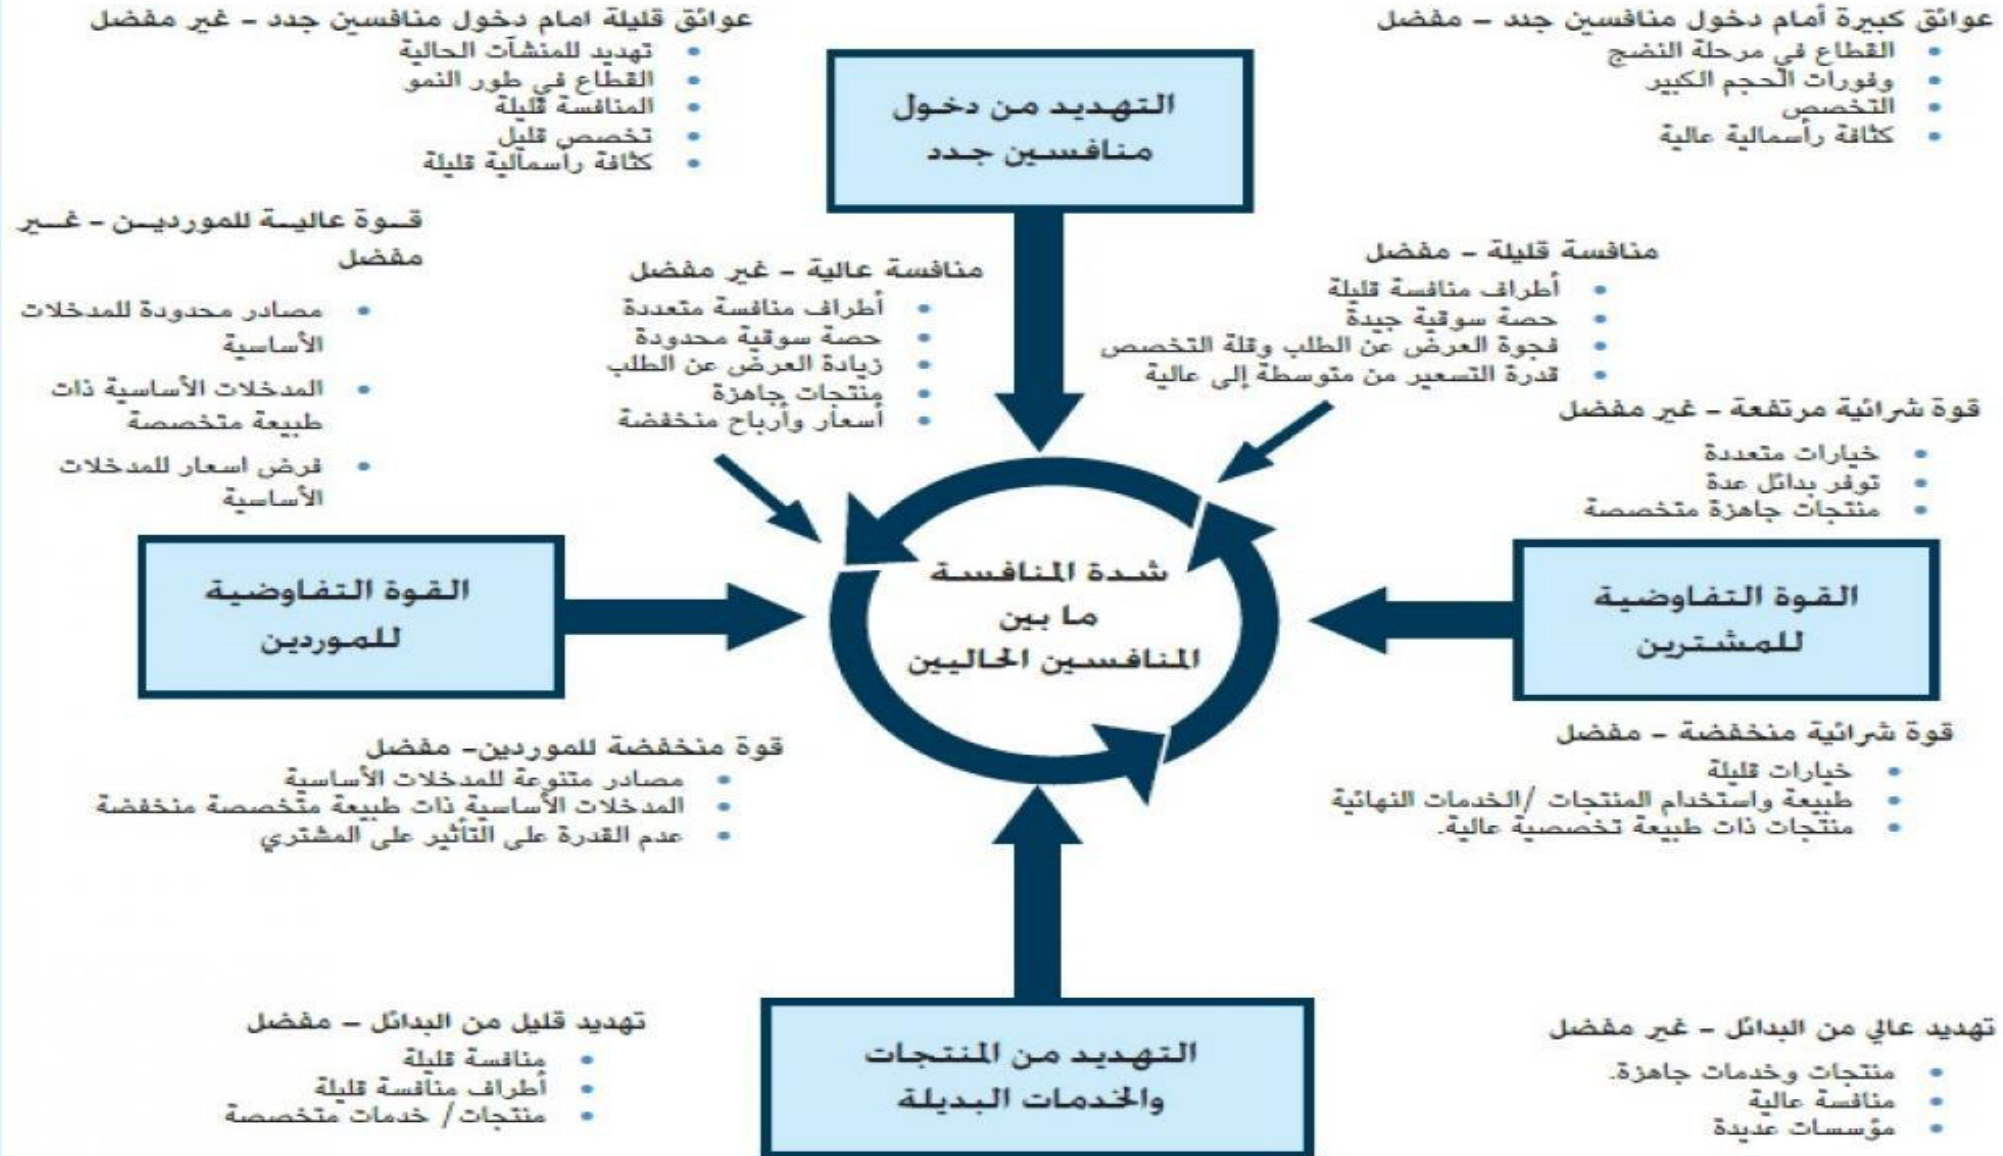 عوائق كبيرة أمام دخول منافسين جدد – مفضل
• القطاع في مرحلة النضج
• وفورات الحجم الكبير
• التخصص
• كثافة رأسمالية عالية
التهديد من دخول
منافسين جدد
عوائق قليلة امام دخول منافسين جدد – غير مفضل
• تهديد للمنشآت الحالية
• القطاع في طور النمو
• المنافسة قليلة
• تخصص قليل
• كثافة رأسمالية قليلة
منافسة قليلة – مفضل
• أطراف منافسة قليلة
• حصة سوقية جيدة
• فجوة العرض عن الطلب وقلة التخصص
• قدرة التسعير من متوسطة إلى عالية
منافسة عالية – غير مفضل
• أطراف منافسة متعددة
• حصة سوقية محدودة
• زيادة العرض عن الطلب
• منتجات جاهزة
• أسعار وأرباح منخفضة
قــوة عاليــة للمورديــن – غــير
مفضل
• مصادر محدودة للمدخلات
الأساسية
• المدخلات الأساسية ذات
طبيعة متخصصة
• فرض اسعار للمدخلات
الأساسية
قوة شرائية مرتفعة – غير مفضل
• خيارات متعددة
• توفر بدائل عدة
• منتجات جاهزة متخصصة
القوة التفاوضية
للمشترين
شدة المنافسة
ما بين
المنافسين الحاليين
القوة التفاوضية
للموردين
قوة شرائية منخفضة – مفضل
• خيارات قليلة
• طبيعة واستخدام المنتجات /الخدمات النهائية
• منتجات ذات طبيعة تخصصية عالية.
قوة منخفضة للموردين– مفضل
• مصادر متنوعة للمدخلات الأساسية
• المدخلات الأساسية ذات طبيعة متخصصة منخفضة
• عدم القدرة على التأثير على المشتري
تهديد عالي من البدائل – غير مفضل
• منتجات وخدمات جاهزة.
• منافسة عالية
• مؤسسات عديدة
التهديد من المنتجات
والخدمات البديلة
تهديد قليل من البدائل – مفضل
• منافسة قليلة
• أطراف منافسة قليلة
• منتجات/ خدمات متخصصة